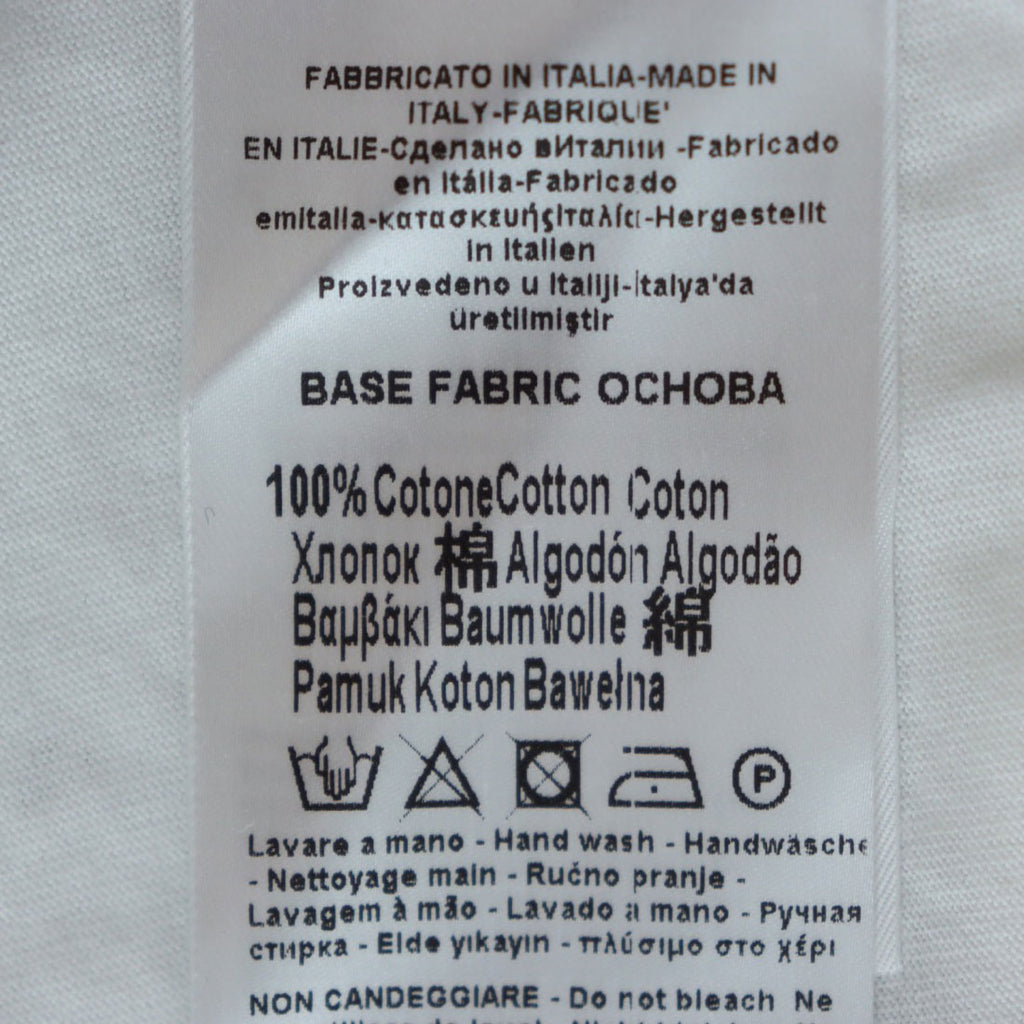 FABBRICATO IN ITALIA-MADE IN
ITALY-FABRIQUE'
EN ITALIE-Сделано вИталии -Fabricado
en Itália-Fabricado
emitalia-κατασκευήςΙταλία-Hergestellt
in Italien
Proizvedeno u Italiji-İtalya'da
üretilmiştir
BASE FABRIC ОСНОВА
100% Cotone Cotton Coton
Хлопок 棉 Algodón Algodão
Βαμβάκι Baumwolle 綿
Pamuk Koton Bawełna
P
Lavare a mano - Hand wash - Handwäsche
- Nettoyage main - Ručno pranje -
Lavagem à mão - Lavado a mano - Ручная
стирка - Elde yıkayın - πλύσιμο στο χέρι
NON CANDEGGIARE - Do not bleach Ne